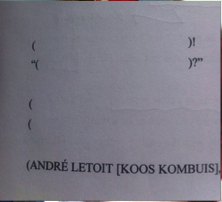 ( )!
“( )?”
(
(
(ANDRÉ LETOIT [KOOS KOMBUIS],